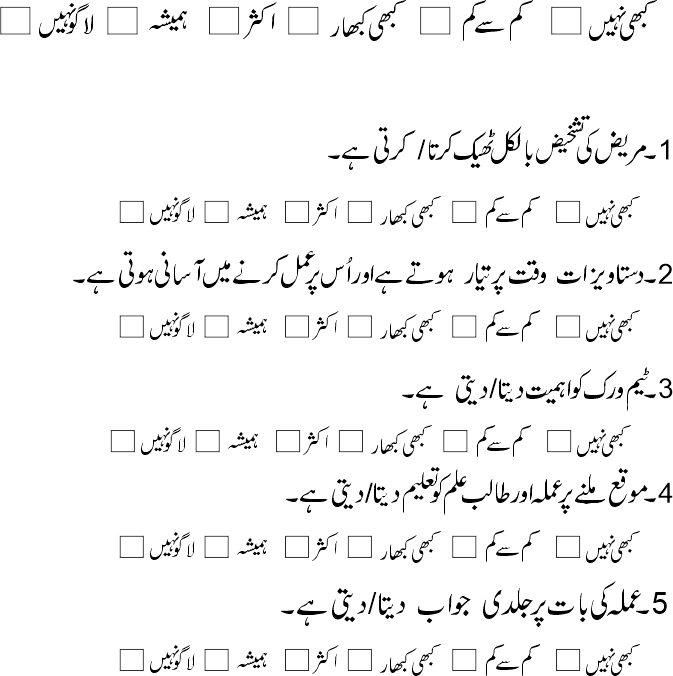 کبھی نہیں □ کم سے کم □ کبھی کبھار □ اکثر □ ہمیشہ □ لاگو نہیں □
1۔مریض کی تشخیص بالکل ٹھیک کرتا/ کرتی ہے۔
کبھی نہیں □ کم سے کم □ کبھی کبھار □ اکثر □ ہمیشہ □ لاگو نہیں □
2۔دستاویزات وقت پر تیار ہوتے ہے اور اُس پر عمل کرنے میں آسانی ہوتی ہے۔
کبھی نہیں □ کم سے کم □ کبھی کبھار □ اکثر □ ہمیشہ □ لاگو نہیں □
3۔ٹیم ورک کو اہمیت دیتا/دیتی ہے۔
کبھی نہیں □ کم سے کم □ کبھی کبھار □ اکثر □ ہمیشہ □ لاگو نہیں □
4۔موقع ملنے پر عملہ اور طالب علم کو تعلیم دیتا/دیتی ہے۔
کبھی نہیں □ کم سے کم □ کبھی کبھار □ اکثر □ ہمیشہ □ لاگو نہیں □
5۔عملہ کی بات پر جلدی جواب دیتا/دیتی ہے۔
کبھی نہیں □ کم سے کم □ کبھی کبھار □ اکثر □ ہمیشہ □ لاگو نہیں □